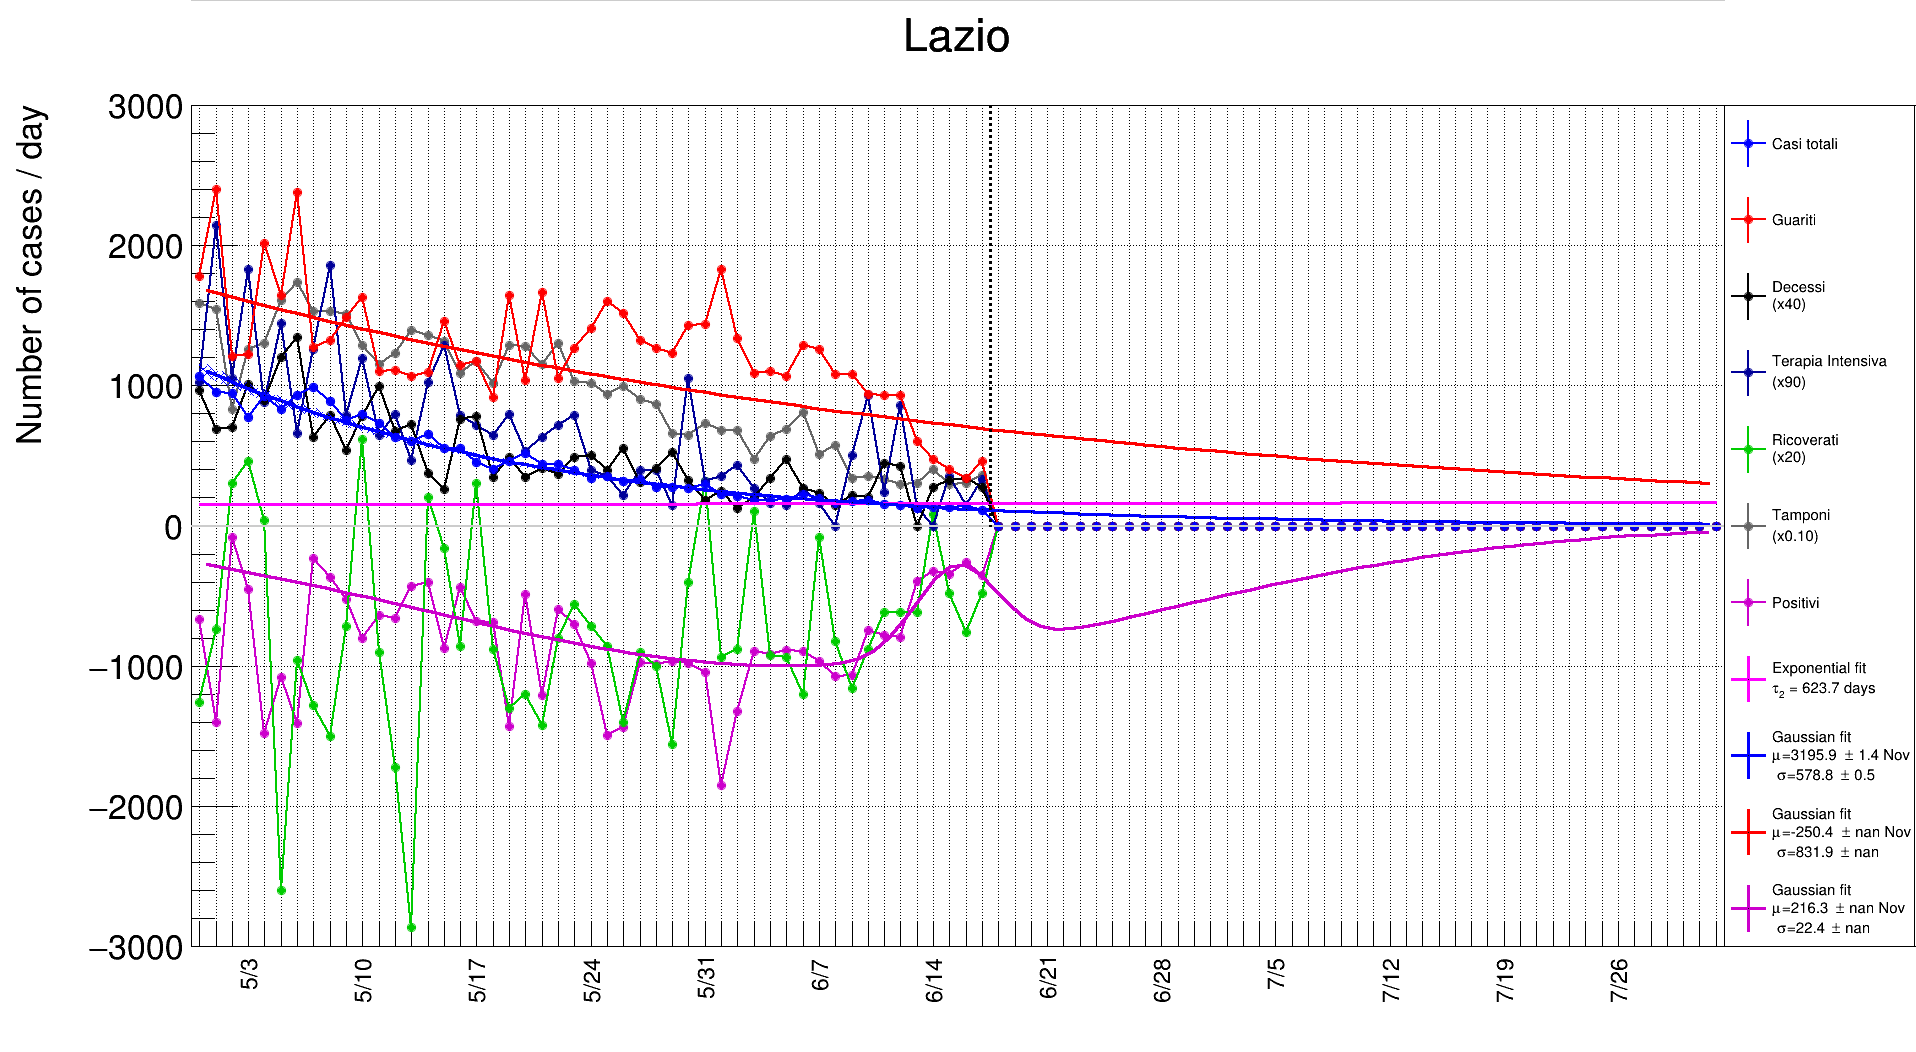 Lazio
Number of cases / day
3000
2000
1000
0
−1000
−2000
−3000
5/3
5/10
5/17
5/24
5/31
6/7
6/14
6/21
6/28
7/5
7/12
7/19
7/26
Casi totali
Guariti
Decessi
(x40)
Terapia Intensiva
(x90)
Ricoverati
(x20)
Tamponi
(x0.10)
Positivi
Exponential fit
τ2 = 623.7 days
Gaussian fit
μ=3195.9 ± 1.4 Nov
σ=578.8 ± 0.5
Gaussian fit
μ=-250.4 ± nan Nov
σ=831.9 ± nan
Gaussian fit
μ=216.3 ± nan Nov
σ=22.4 ± nan